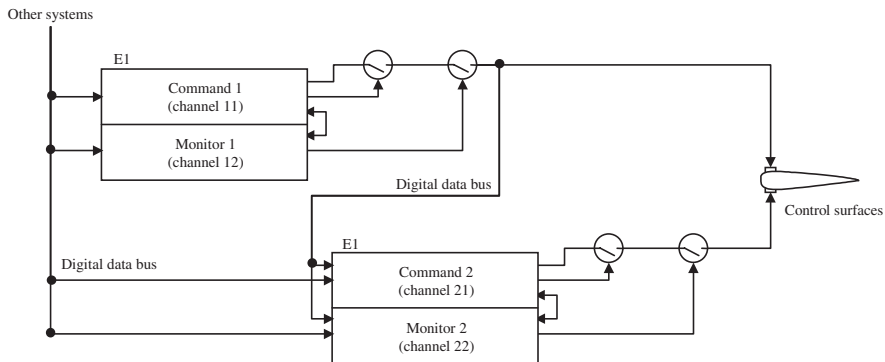 Other systems
E1
Command 1
(channel 11)
Monitor 1
(channel 12)
Digital data bus
Control surfaces
E1
Digital data bus
Command 2
(channel 21)
Monitor 2
(channel 22)